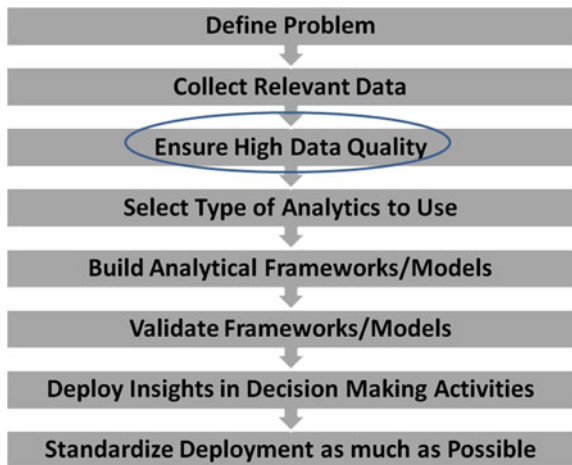 Define Problem
Collect Relevant Data
Ensure High Data Quality
Select Type of Analytics to Use
Build Analytical Frameworks/Models
Validate Frameworks/Models
Deploy Insights in Decision Making Activities
Standardize Deployment as much as Possible